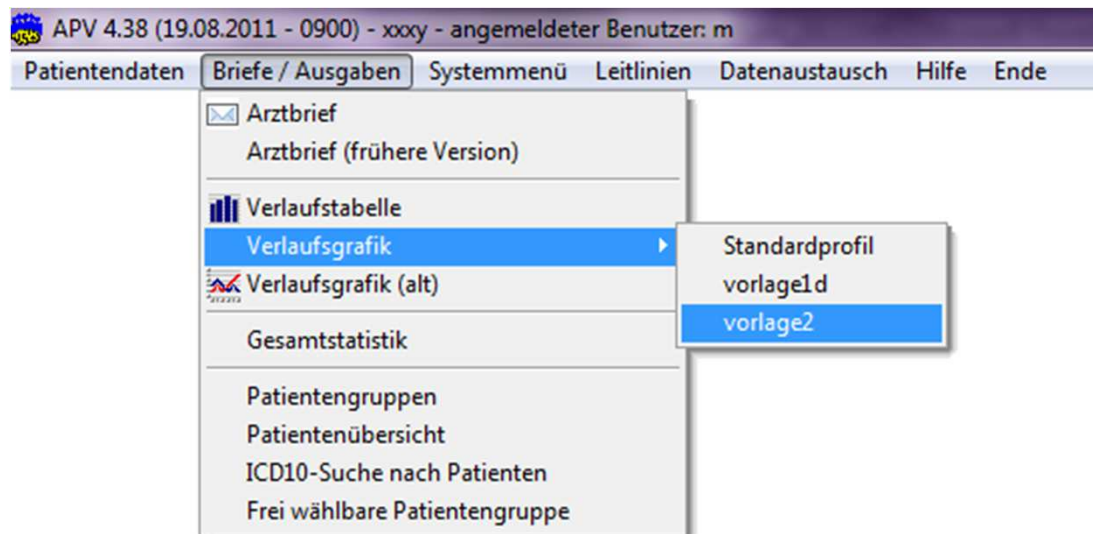 APV 4.38 (19.08.2011 - 0900) - xxxy - angemeldeter Benutzer: m
Patientendaten Briefe / Ausgaben Systemmenü Leitlinien Datenaustausch Hilfe Ende
Arztbrief
Arztbrief (frühere Version)
Verlaufstabelle
Verlaufsgrafik
Verlaufsgrafik (alt)
Gesamtstatistik
Patientengruppen
Patientenübersicht
ICD10-Suche nach Patienten
Frei wählbare Patientengruppe
Standardprofil
vorlage1d
vorlage2